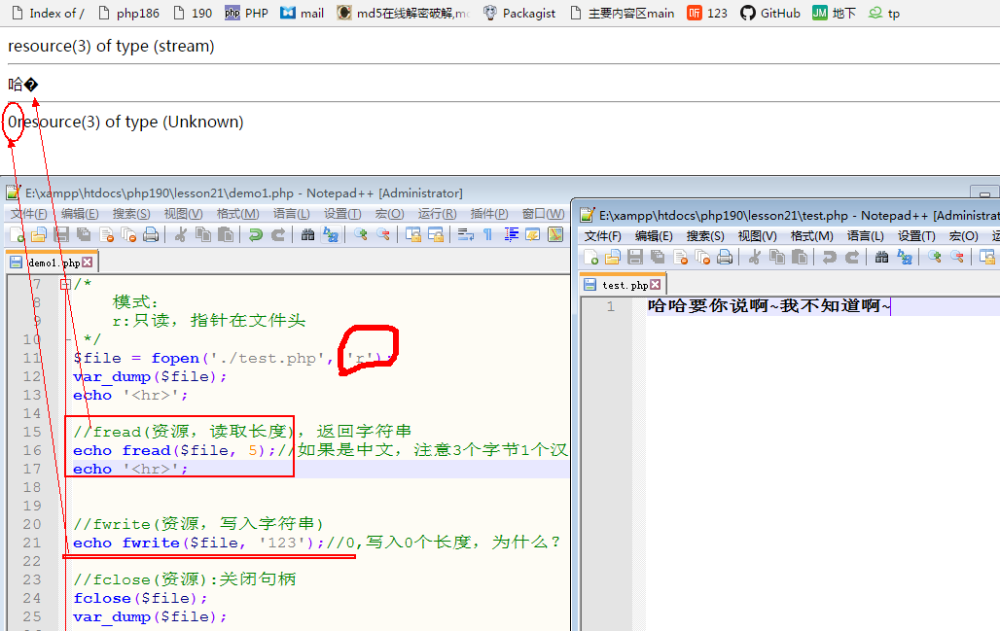 Index of / php186 190 PHP mail md5在线解密破解,md Packagist 主要内容区main 123 GitHub 地下 tp
resource(3) of type (stream)
哈�
0resource(3) of type (Unknown)
E:\xampp\htdocs\php190\lesson21\demo1.php - Notepad++ [Administrator]
文件(F) 编辑(E) 搜索(S) 视图(V) 格式(M) 语言(L) 设置(T) 宏(O) 运行(R) 插件(P) 窗口(W)
demo1.php
7 /*
8 模式:
9 r:只读，指针在文件头
10 */
11 $file = fopen('./test.php', 'r');
12 var_dump($file);
13 echo '<hr>';
14
15 //fread(资源，读取长度)，返回字符串
16 echo fread($file, 5);//如果是中文，注意3个字节1个汉
17 echo '<hr>';
18
19
20 //fwrite(资源，写入字符串)
21 echo fwrite($file, '123');//0,写入0个长度，为什么?
22
23 //fclose(资源):关闭句柄
24 fclose($file);
25 var_dump($file);
E:\xampp\htdocs\php190\lesson21\test.php - Notepad++ [Administrat
文件(F) 编辑(E) 搜索(S) 视图(V) 格式(M) 语言(L) 设置(T) 宏(O)
test.php
1 哈哈要你说啊~我不知道啊~